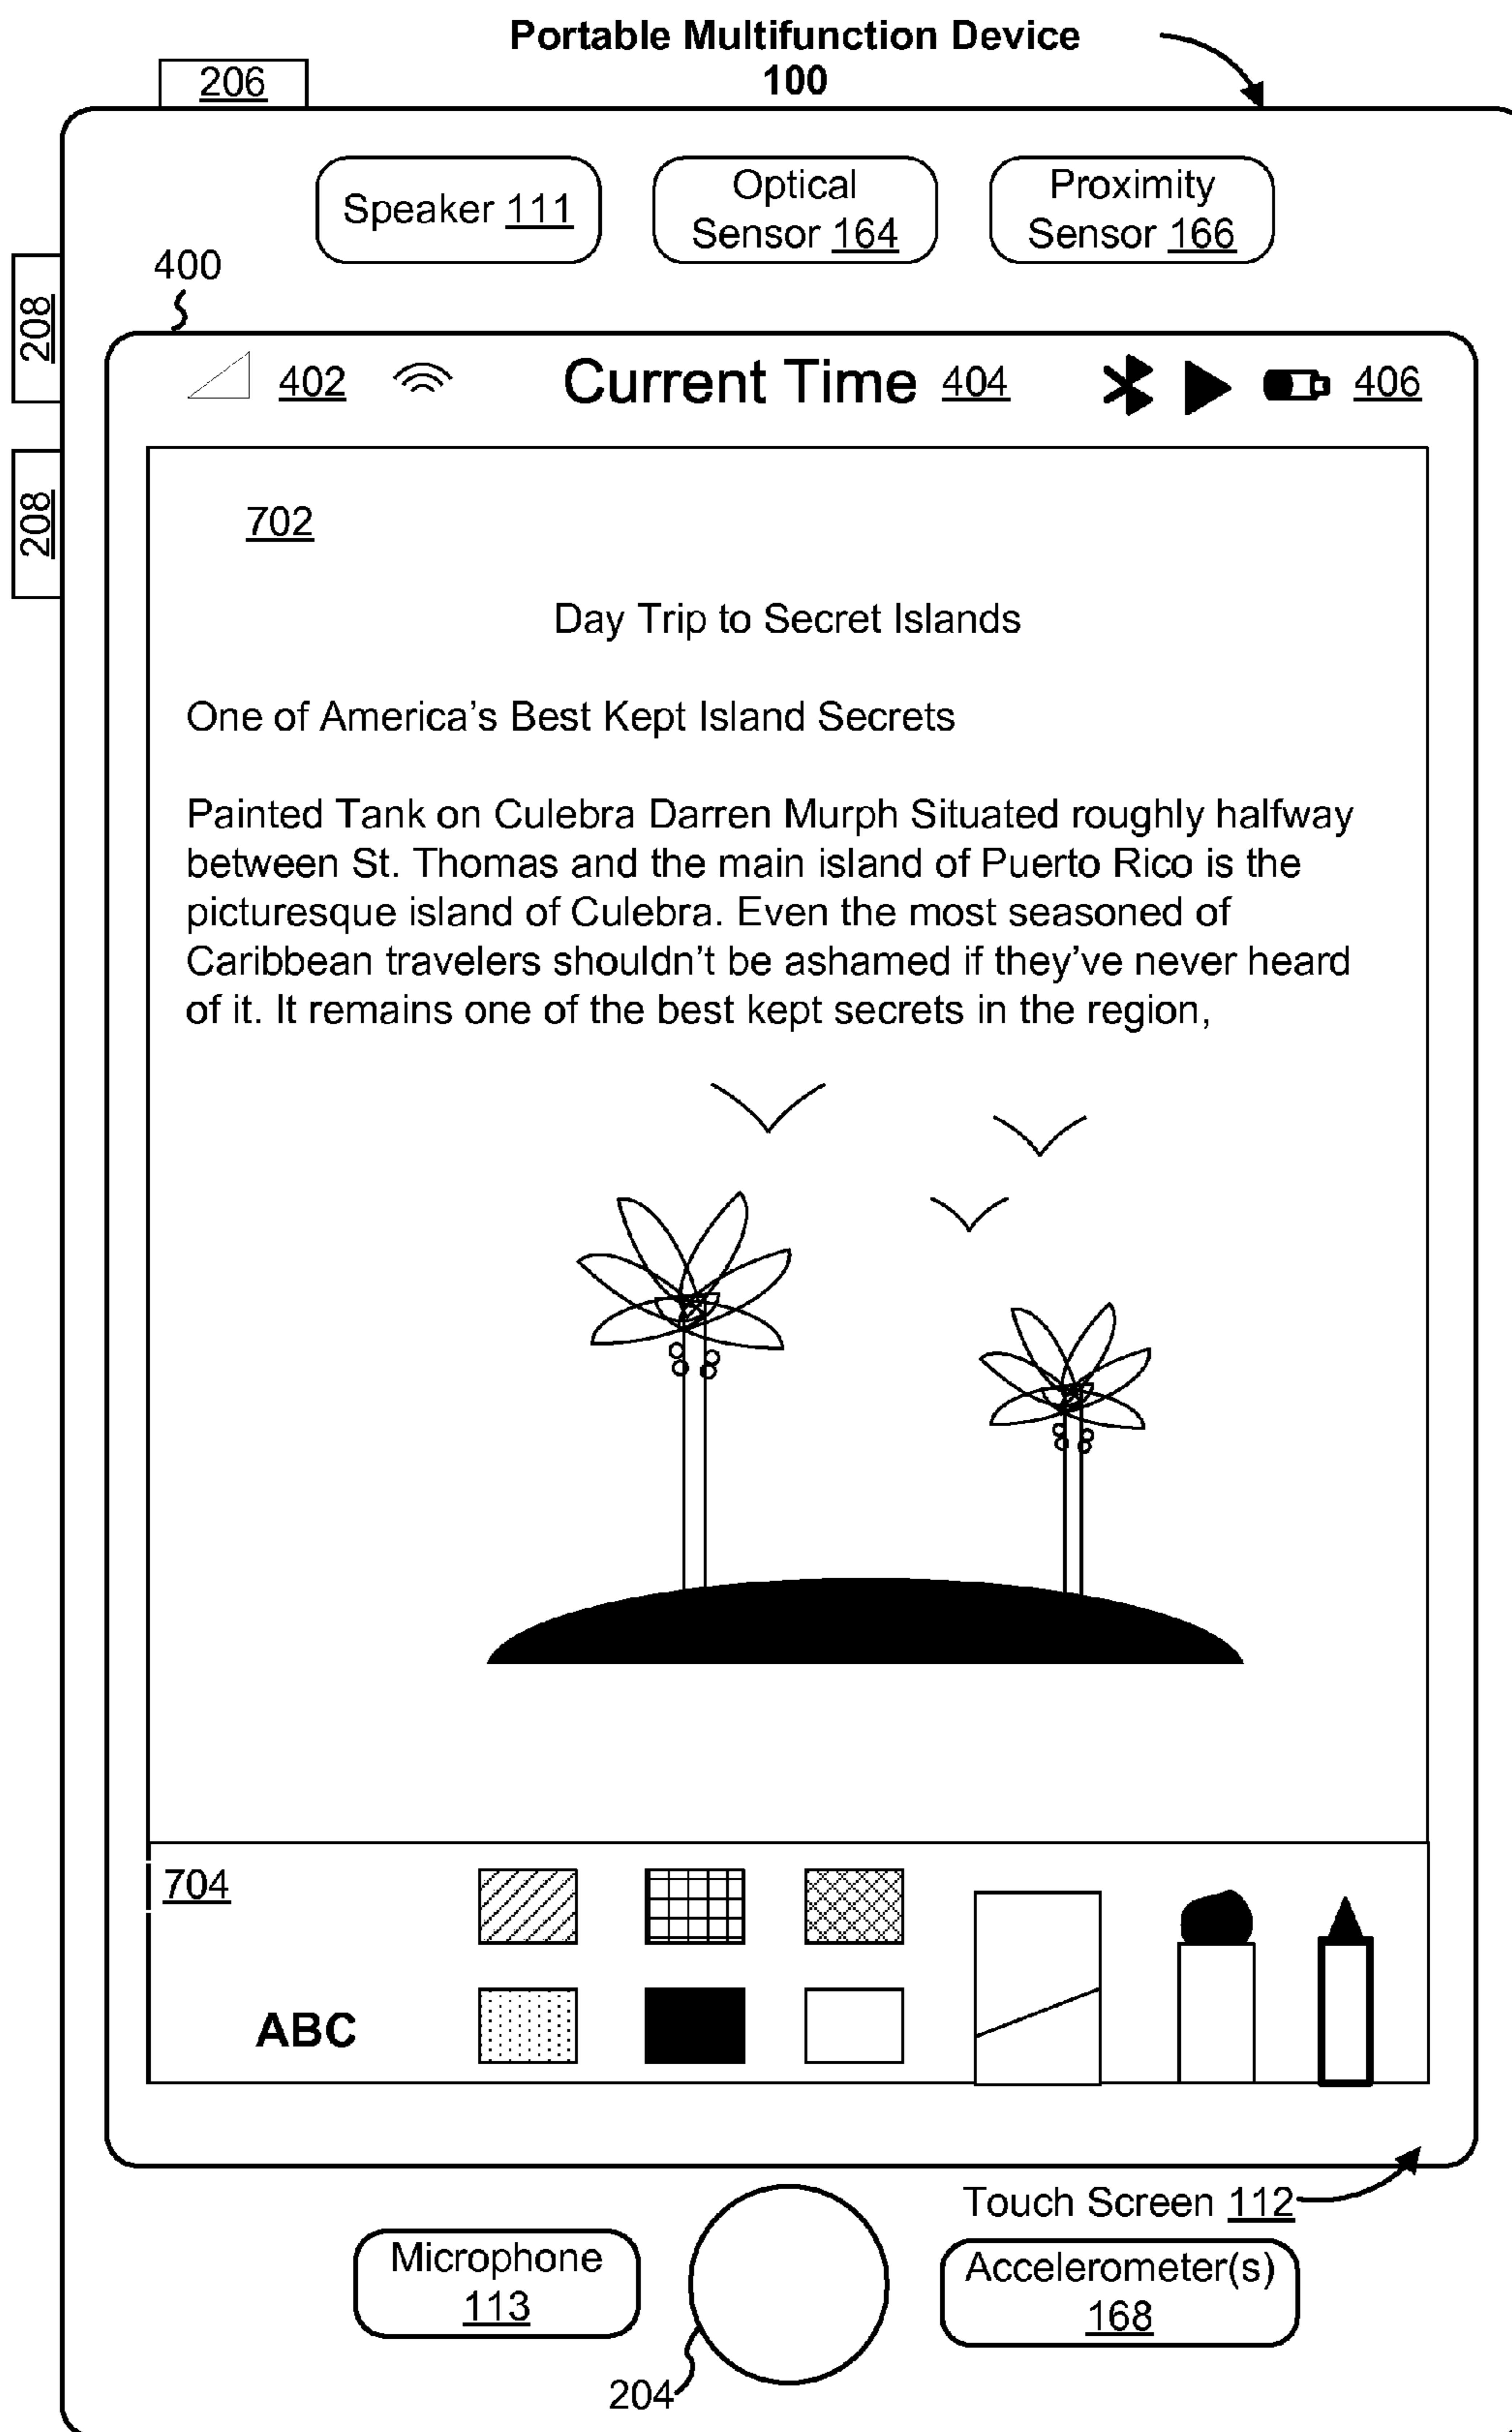 Portable Multifunction Device
100
206
Speaker 111
Optical
Sensor 164
Proximity
Sensor 166
400
208
402
Current Time 404
406
208
702
Day Trip to Secret Islands
One of America's Best Kept Island Secrets
Painted Tank on Culebra Darren Murph Situated roughly halfway
between St. Thomas and the main island of Puerto Rico is the
picturesque island of Culebra. Even the most seasoned of
Caribbean travelers shouldn't be ashamed if they've never heard
of it. It remains one of the best kept secrets in the region,
704
ABC
Touch Screen 112
Microphone
113
Accelerometer(s)
168
204